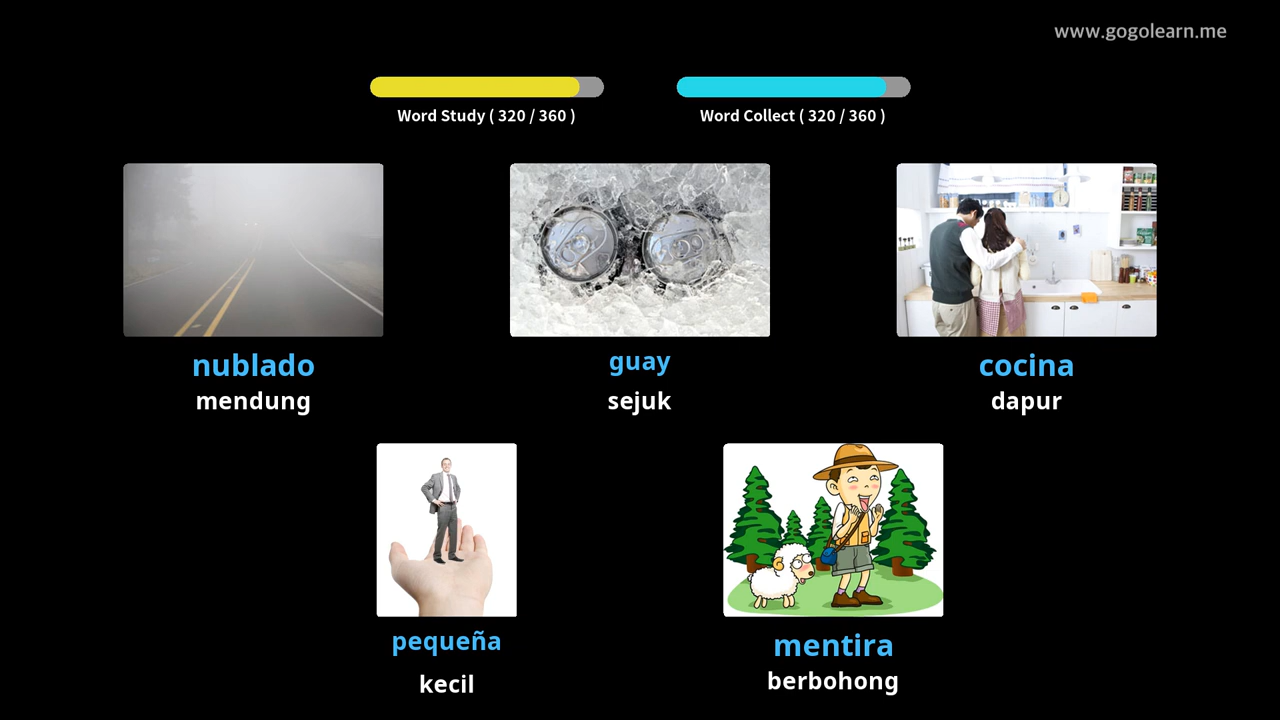 www.gogolearn.me
Word Study ( 320 / 360 )
Word Collect ( 320 / 360 )
nublado
mendung
guay
sejuk
cocina
dapur
pequeña
kecil
mentira
berbohong